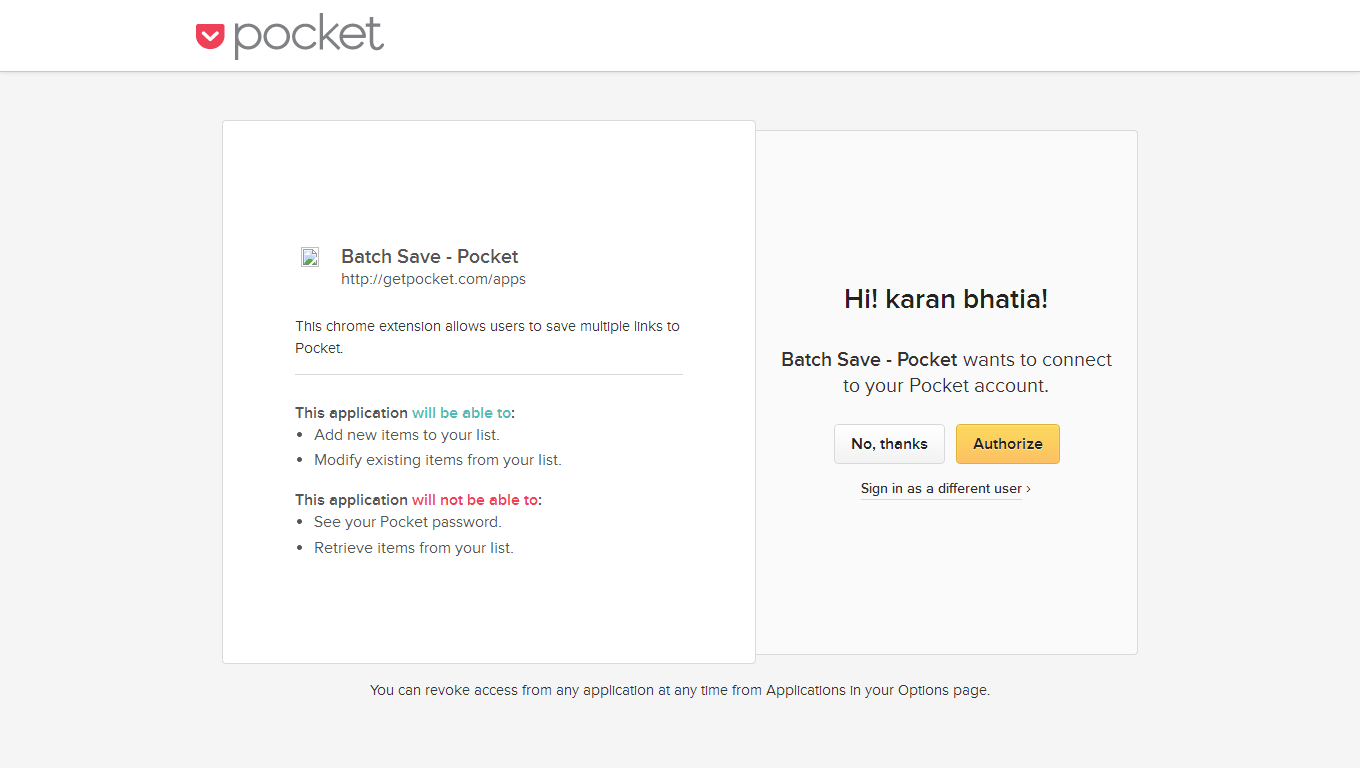 pocket
Batch Save - Pocket
http://getpocket.com/apps
This chrome extension allows users to save multiple links to
Pocket.
This application will be able to:
• Add new items to your list.
• Modify existing items from your list.
This application will not be able to:
• See your Pocket password.
• Retrieve items from your list.
Hi! karan bhatia!
Batch Save - Pocket wants to connect
to your Pocket account.
No, thanks
Authorize
Sign in as a different user ›
You can revoke access from any application at any time from Applications in your Options page.